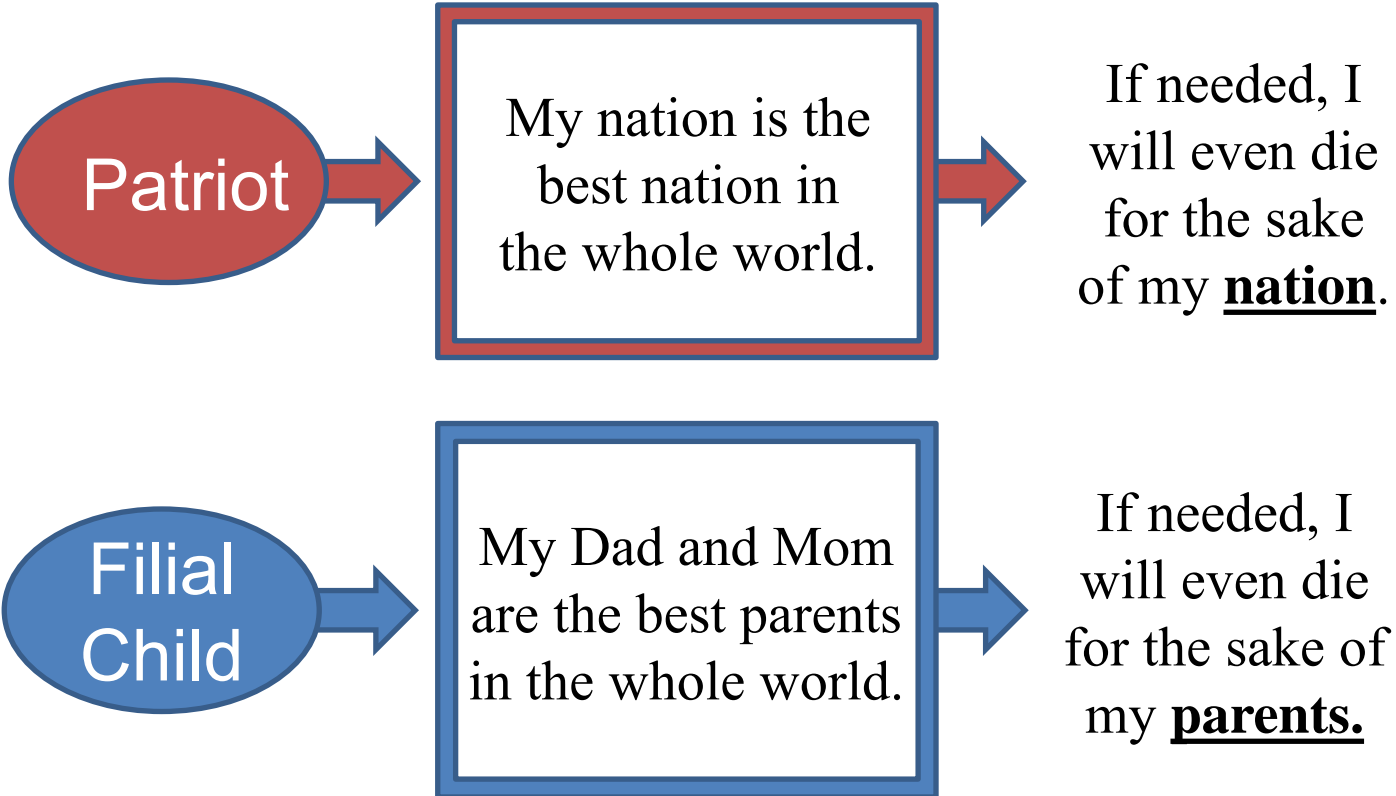 Patriot
My nation is the
best nation in
the whole world.
If needed, I
will even die
for the sake
of my nation.
Filial
Child
My Dad and Mom
are the best parents
in the whole world.
If needed, I
will even die
for the sake of
my parents.